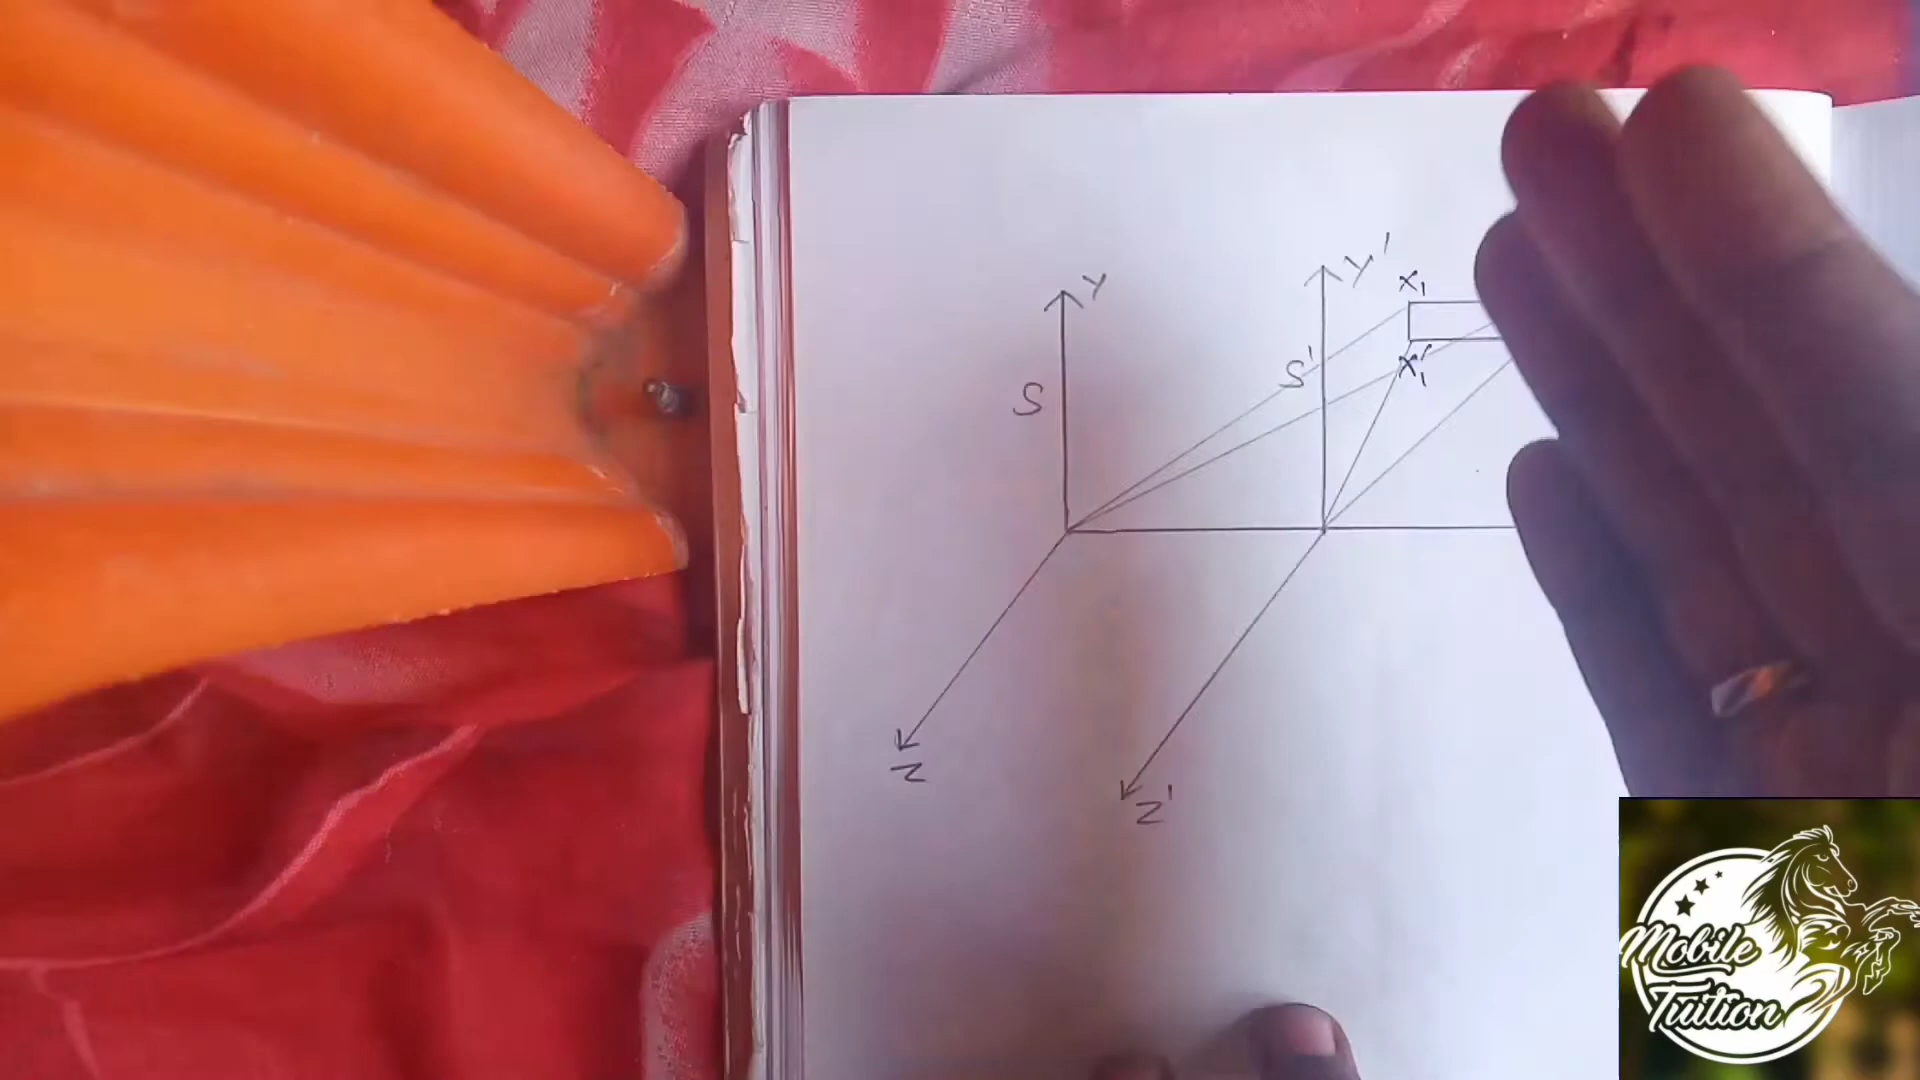 Y
Y'
X₁
S'
X₁'
S
Z
Z'
Mobile
Tuition